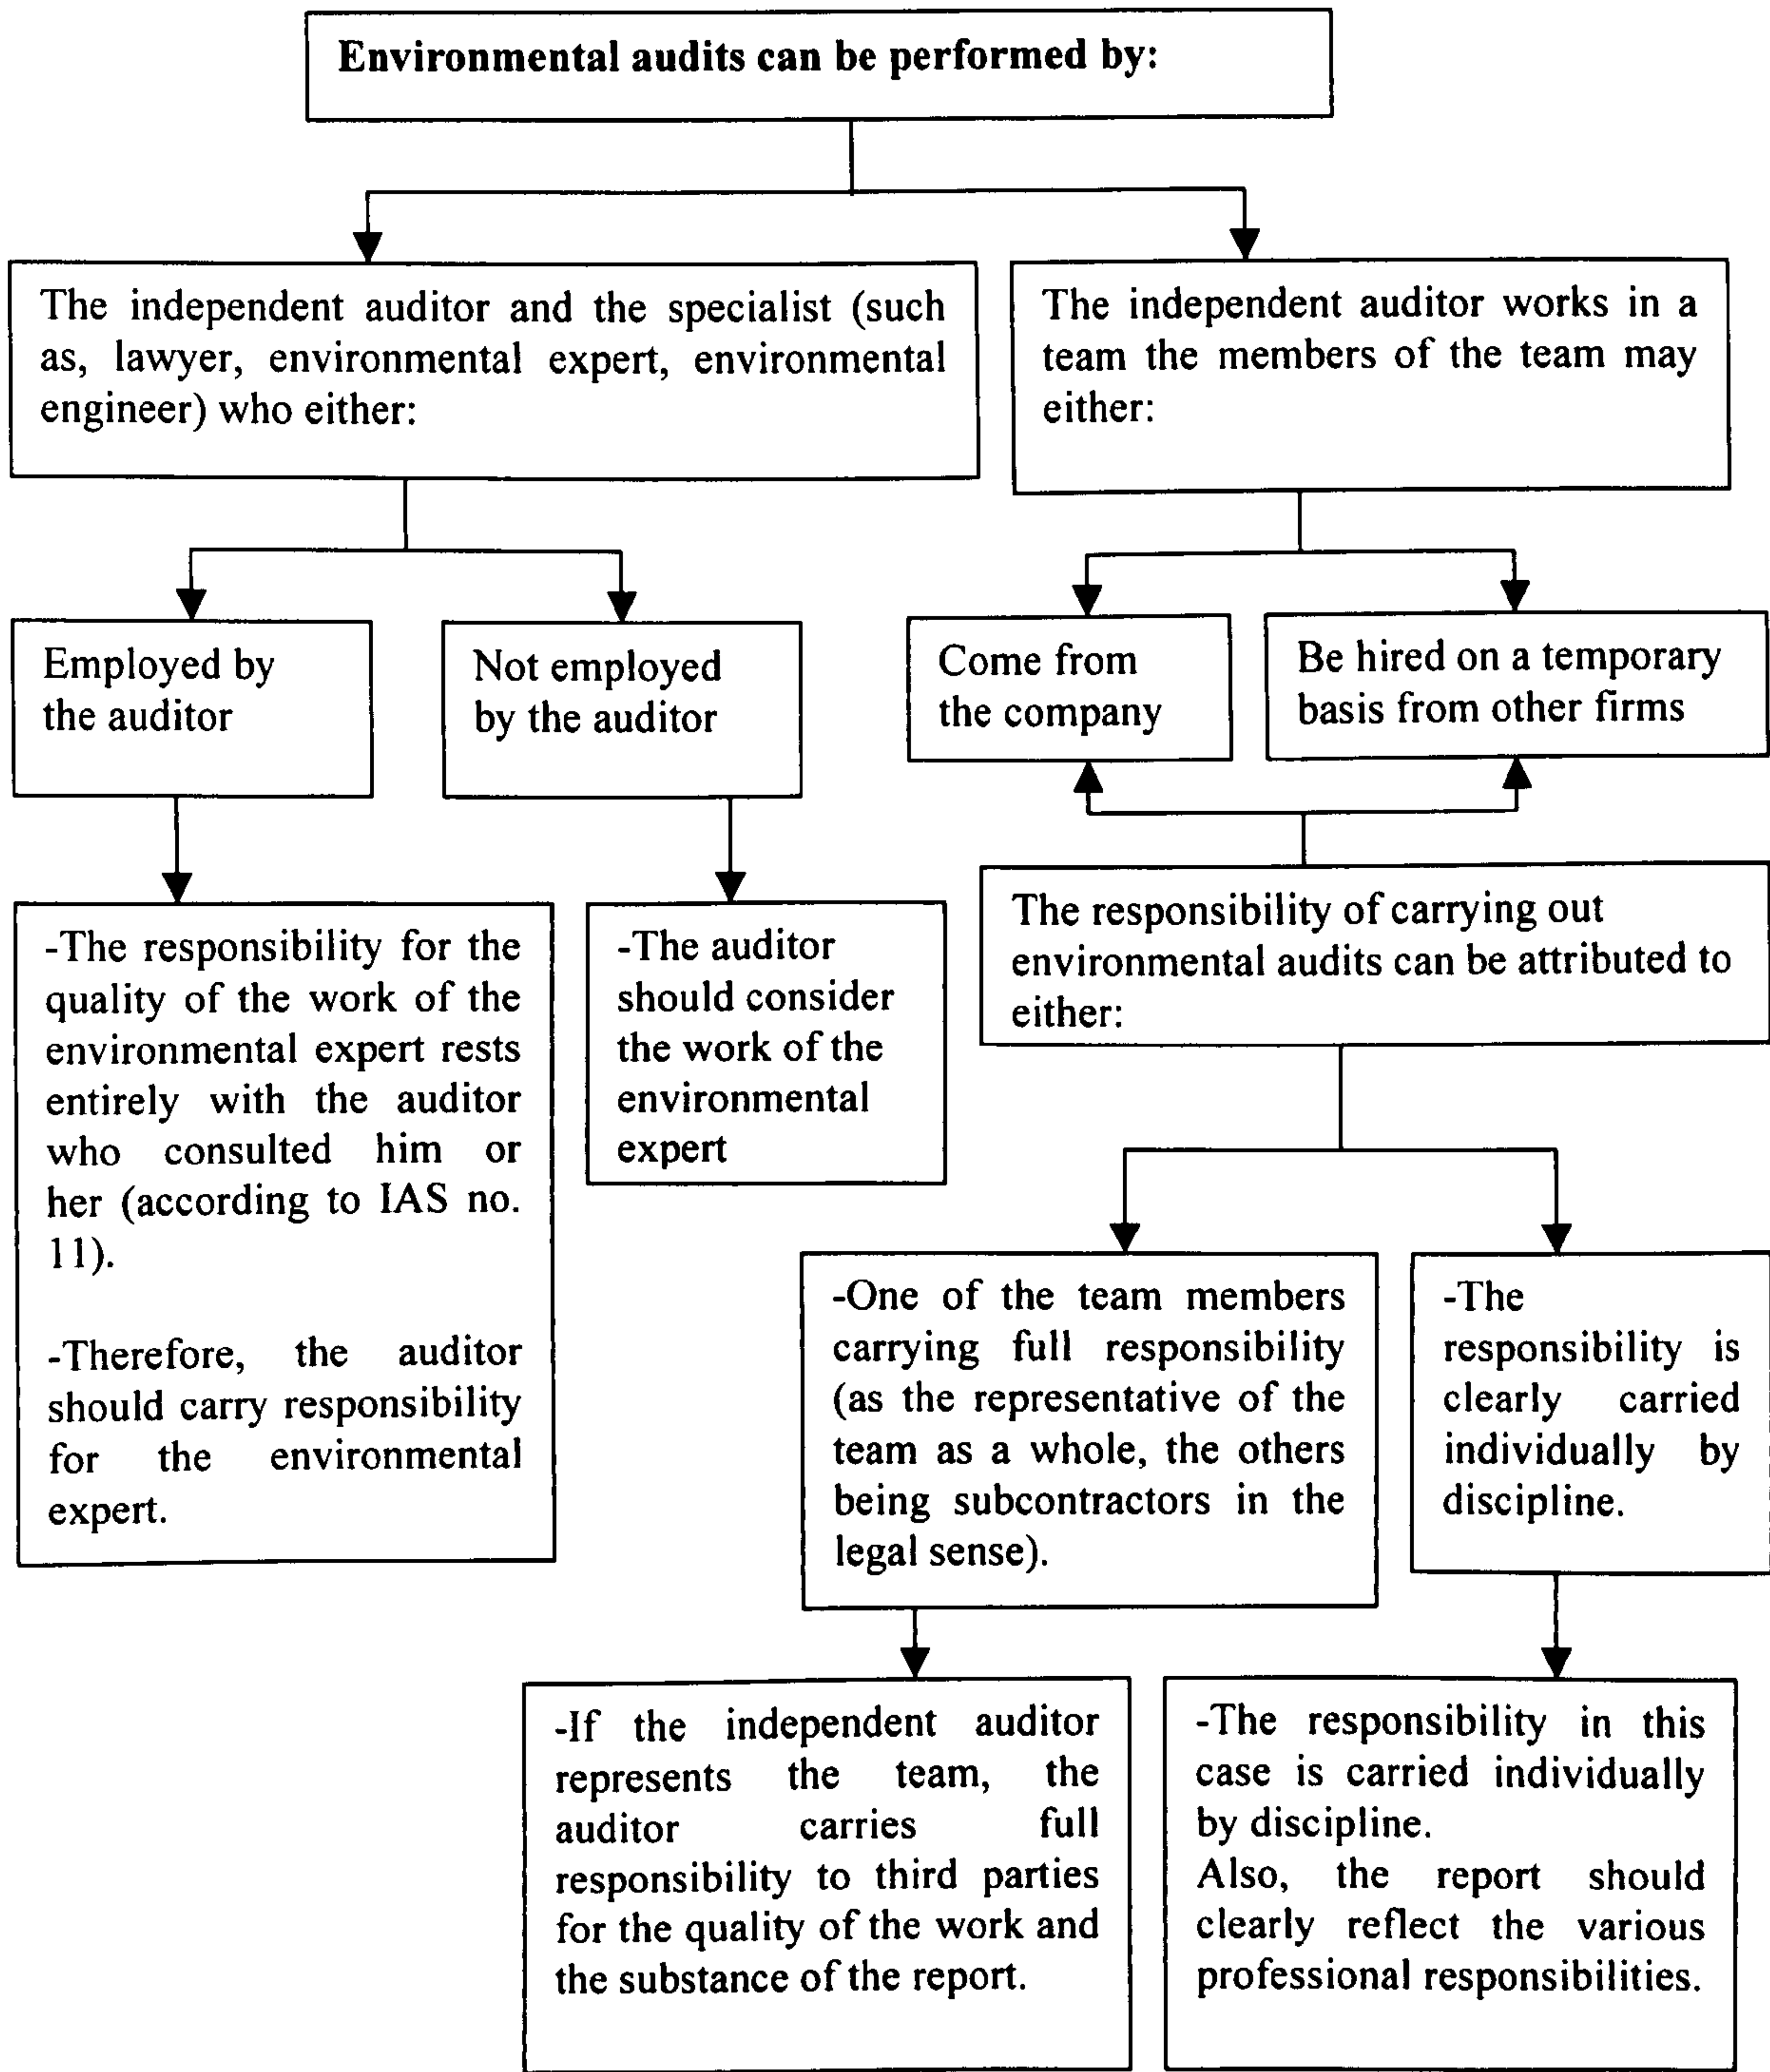 Environmental audits can be performed by:
The independent auditor and the specialist (such
as, lawyer, environmental expert, environmental
engineer) who either:
The independent auditor works in a
team the members of the team may
either:
Employed by
the auditor
Not employed
by the auditor
Come from
the company
Be hired on a temporary
basis from other firms
-The responsibility for the
quality of the work of the
environmental expert rests
entirely with the auditor
who consulted him or
her (according to IAS no.
11).
-Therefore, the auditor
should carry responsibility
for the environmental
expert.
-The auditor
should consider
the work of the
environmental
expert
The responsibility of carrying out
environmental audits can be attributed to
either:
-One of the team members
carrying full responsibility
(as the representative of the
team as a whole, the others
being subcontractors in the
legal sense).
-The
responsibility is
clearly carried
individually by
discipline.
-If the independent auditor
represents the team, the
auditor carries full
responsibility to third parties
for the quality of the work and
the substance of the report.
-The responsibility in this
case is carried individually
by discipline.
Also, the report should
clearly reflect the various
professional responsibilities.